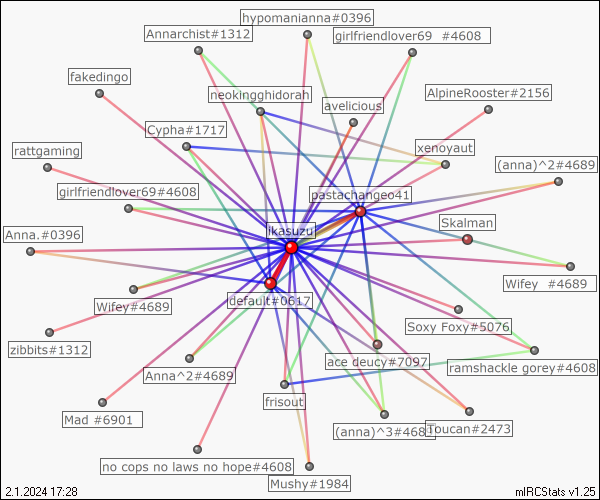 hypomanianna#0396
Annarchist#1312
girlfriendlover69 #4608
fakedingo
neokingghidorah
AlpineRooster#2156
avelicious
Cypha#1717
xenoyaut
rattgaming
(anna)^2#4689
girlfriendlover69#4608
pastachangeo41
Skalman
ikasuzu
Anna.#0396
Wifey #4689
Wifey#4689
default#0617
Soxy Foxy#5076
zibbits#1312
ace deucy#7097
ramshackle gorey#4608
Anna^2#4689
frisout
Mad #6901
(anna)^3#468
Toucan#2473
no cops no laws no hope#4608
Mushy#1984
2.1.2024 17:28
mIRCStats v1.25